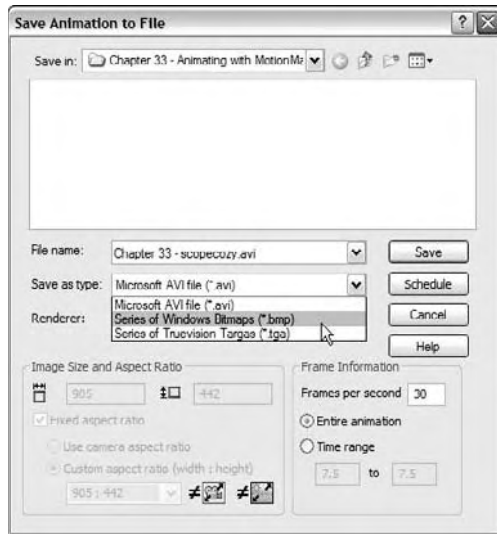 Save Animation to File
Save in: Chapter 33 - Animating with MotionMa
File name: Chapter 33 - scopecozy.avi Save
Save as type: Microsoft AVI file (*.avi) Schedule
Microsoft AVI file (*.avi)
Renderer: Series of Windows Bitmaps (*.bmp) Cancel
Series of Truevision Targas (*.tga)
Help
Image Size and Aspect Ratio Frame Information
905 442 Frames per second 30
Fixed aspect ratio Entire animation
Use camera aspect ratio Time range
Custom aspect ratio (width : height) 7.5 to 7.5
905 : 442